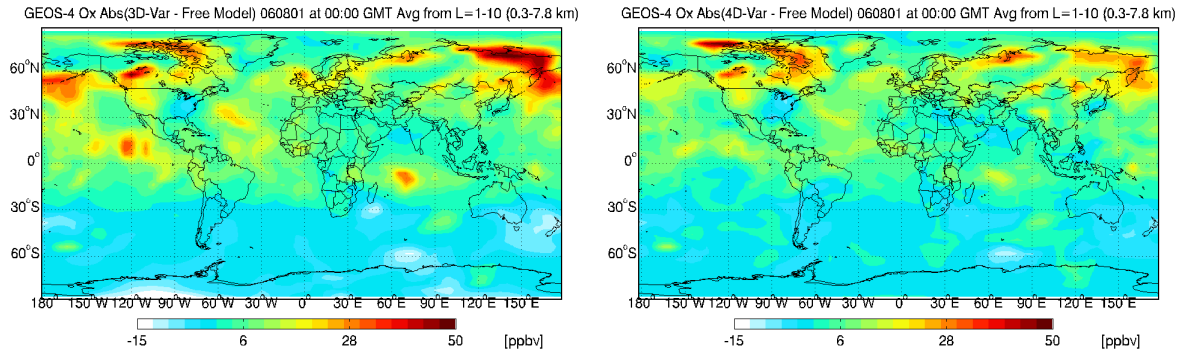 GEOS-4 Ox Abs(3D-Var - Free Model) 060801 at 00:00 GMT Avg from L=1-10 (0.3-7.8 km)
60°N
30°N
0°
30°S
60°S
180°W 150°W 120°W 90°W 60°W 30°W 0° 30°E 60°E 90°E 120°E 150°E
-15 6 28 50 [ppbv]
GEOS-4 Ox Abs(4D-Var - Free Model) 060801 at 00:00 GMT Avg from L=1-10 (0.3-7.8 km)
60°N
30°N
0°
30°S
60°S
180°W 150°W 120°W 90°W 60°W 30°W 0° 30°E 60°E 90°E 120°E 150°E
-15 6 28 50 [ppbv]